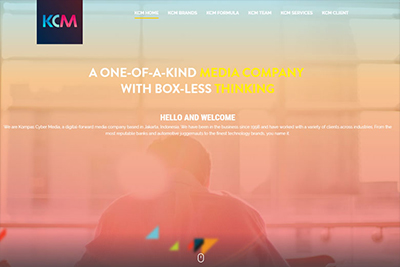 KCM
KCM HOME KCM BRANDS KCM FORMULA KCM TEAM KCM SERVICES KCM CLIENT
A ONE-OF-A-KIND MEDIA COMPANY
WITH BOX-LESS THINKING
HELLO AND WELCOME
We are Kompas Cyber Media, a digital forward media company based in Jakarta, Indonesia. We have been in the business since 1998 and have worked with a variety of clients across industries: from the
most reputable banks and automotive juggernauts to the finest technology brands, you name it